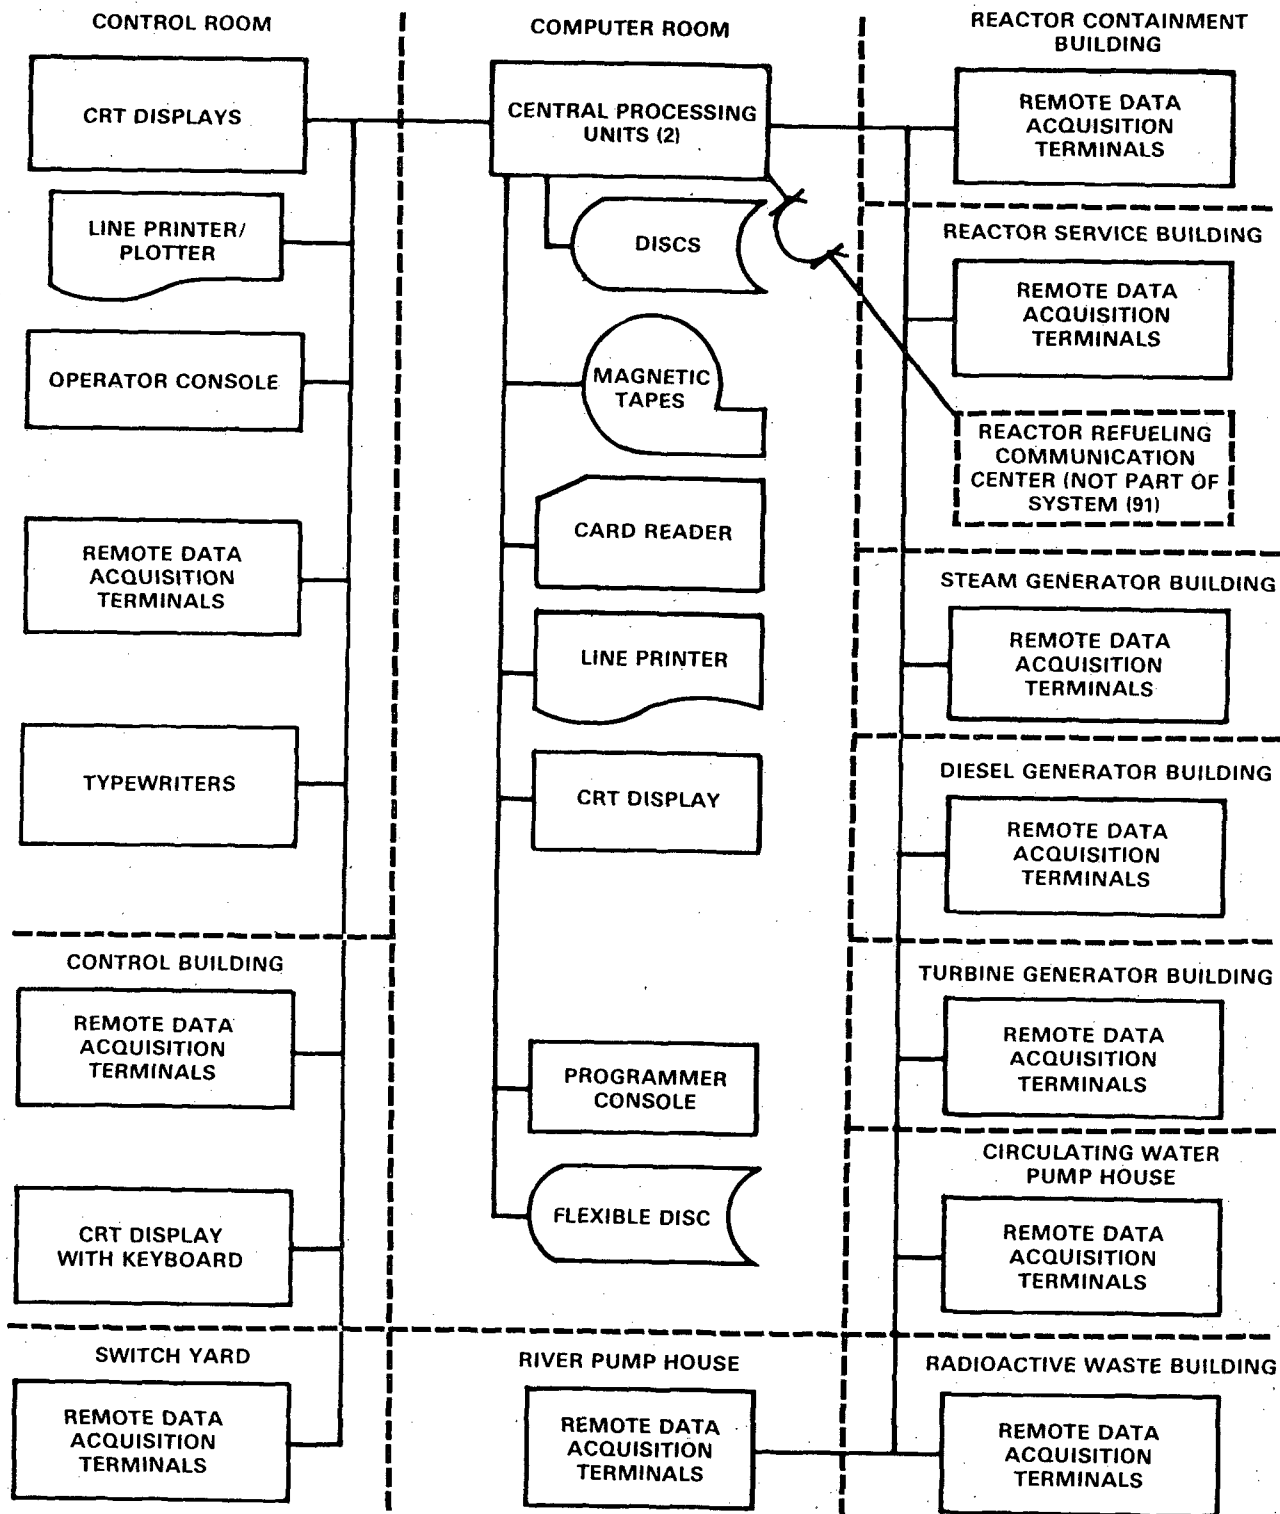 CONTROL ROOM
CRT DISPLAYS
LINE PRINTER/
PLOTTER
OPERATOR CONSOLE
REMOTE DATA
ACQUISITION
TERMINALS
TYPEWRITERS
CONTROL BUILDING
REMOTE DATA
ACQUISITION
TERMINALS
CRT DISPLAY
WITH KEYBOARD
SWITCH YARD
REMOTE DATA
ACQUISITION
TERMINALS
COMPUTER ROOM
CENTRAL PROCESSING
UNITS (2)
DISCS
MAGNETIC
TAPES
CARD READER
LINE PRINTER
CRT DISPLAY
PROGRAMMER
CONSOLE
FLEXIBLE DISC
RIVER PUMP HOUSE
REMOTE DATA
ACQUISITION
TERMINALS
REACTOR CONTAINMENT
BUILDING
REMOTE DATA
ACQUISITION
TERMINALS
REACTOR SERVICE BUILDING
REMOTE DATA
ACQUISITION
TERMINALS
REACTOR REFUELING
COMMUNICATION
CENTER (NOT PART OF
SYSTEM (91)
STEAM GENERATOR BUILDING
REMOTE DATA
ACQUISITION
TERMINALS
DIESEL GENERATOR BUILDING
REMOTE DATA
ACQUISITION
TERMINALS
TURBINE GENERATOR BUILDING
REMOTE DATA
ACQUISITION
TERMINALS
CIRCULATING WATER
PUMP HOUSE
REMOTE DATA
ACQUISITION
TERMINALS
RADIOACTIVE WASTE BUILDING
REMOTE DATA
ACQUISITION
TERMINALS